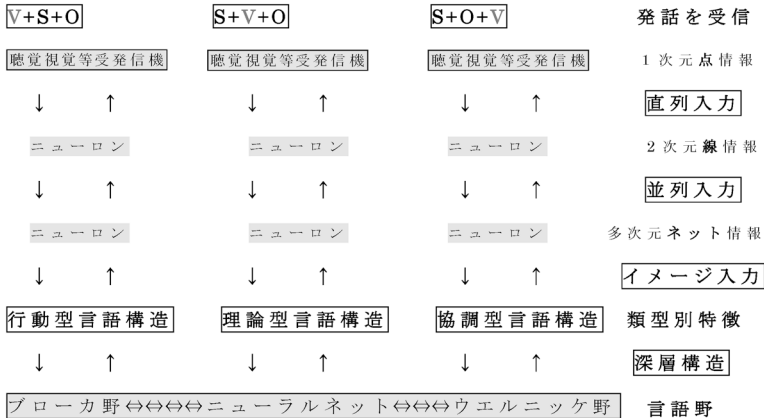 V+S+O S+V+O S+O+V 発話を受信
聴覚視覚等受発信機 聴覚視覚等受発信機 聴覚視覚等受発信機 1次元点情報
↓ ↑ ↓ ↑ ↓ ↑ 直列入力
ニューロン ニューロン ニューロン 2次元線情報
↓ ↑ ↓ ↑ ↓ ↑ 並列入力
ニューロン ニューロン ニューロン 多次元ネット情報
↓ ↑ ↓ ↑ ↓ ↑ イメージ入力
行動型言語構造 理論型言語構造 協調型言語構造 類型別特徴
↓ ↑ ↓ ↑ ↓ ↑ 深層構造
ブローカ野⇔⇔⇔⇔ニューラルネット⇔⇔⇔ウエルニッケ野 言語野